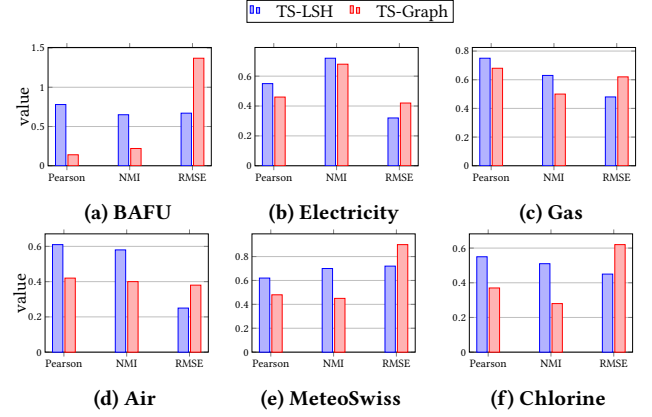 TS-LSH TS-Graph
value
1.5
1
0.5
0
Pearson NMI RMSE
(a) BAFU
0.6
0.4
0.2
0
Pearson NMI RMSE
(b) Electricity
0.8
0.6
0.4
0.2
0
Pearson NMI RMSE
(c) Gas
value
0.6
0.4
0.2
0
Pearson NMI RMSE
(d) Air
0.8
0.6
0.4
0.2
0
Pearson NMI RMSE
(e) MeteoSwiss
0.6
0.4
0.2
0
Pearson NMI RMSE
(f) Chlorine